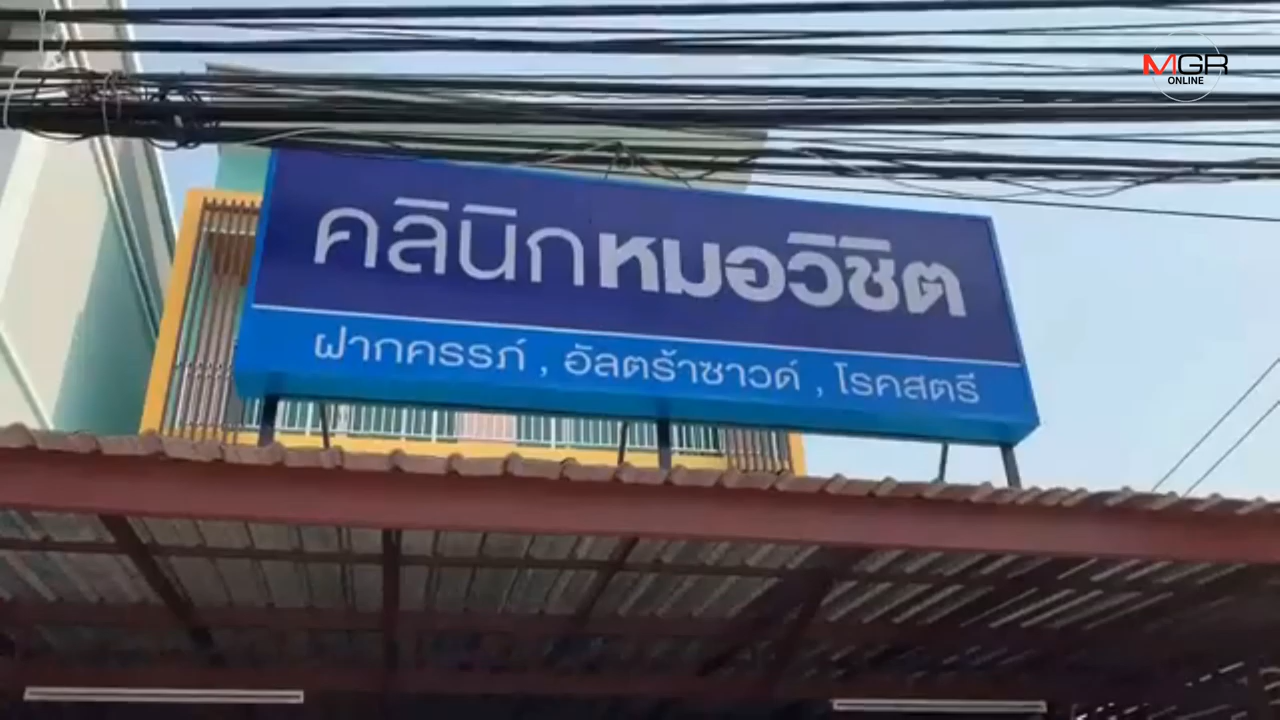 MGR
ONLINE
คลินิกหมอวิชิต
ฝากครรภ์ , อัลตร้าซาวด์ , โรคสตรี